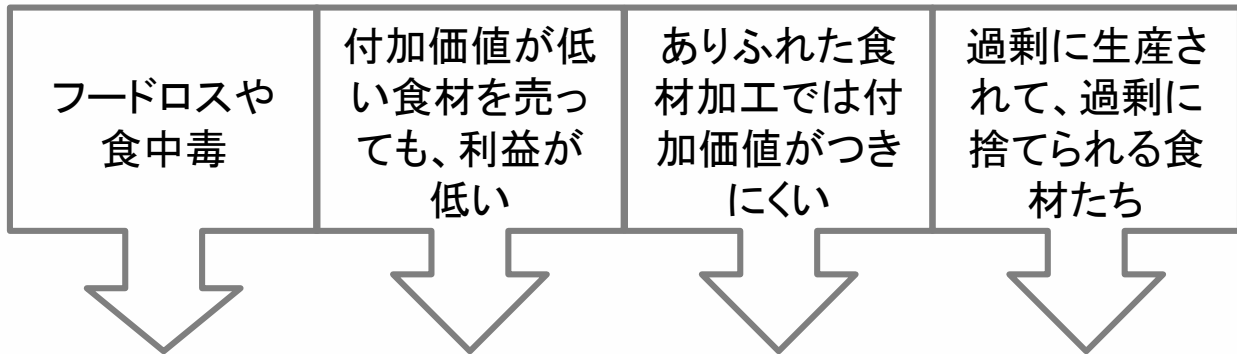 フードロスや
食中毒
付加価値が低
い食材を売っ
ても、利益が
低い
ありふれた食
材加工では付
加価値がつき
にくい
過剰に生産さ
れて、過剰に
捨てられる食
材たち